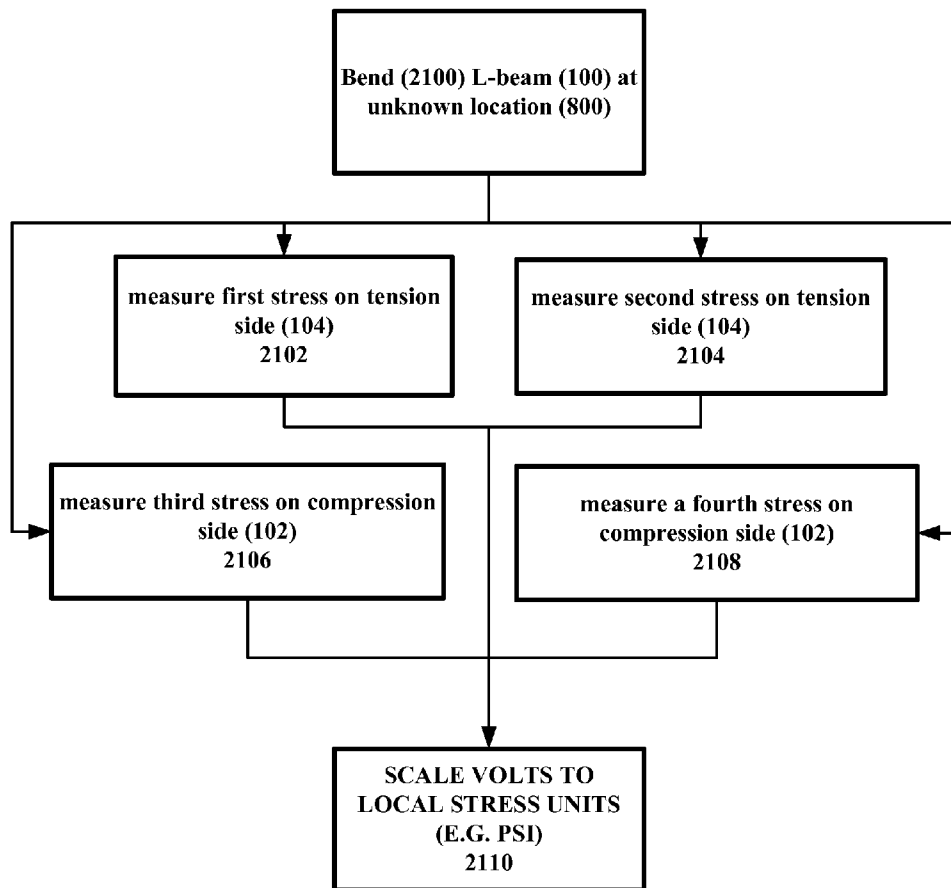 Bend (2100) L-beam (100) at
unknown location (800)
measure first stress on tension
side (104)
2102
measure second stress on tension
side (104)
2104
measure third stress on compression
side (102)
2106
measure a fourth stress on
compression side (102)
2108
SCALE VOLTS TO
LOCAL STRESS UNITS
(E.G. PSI)
2110